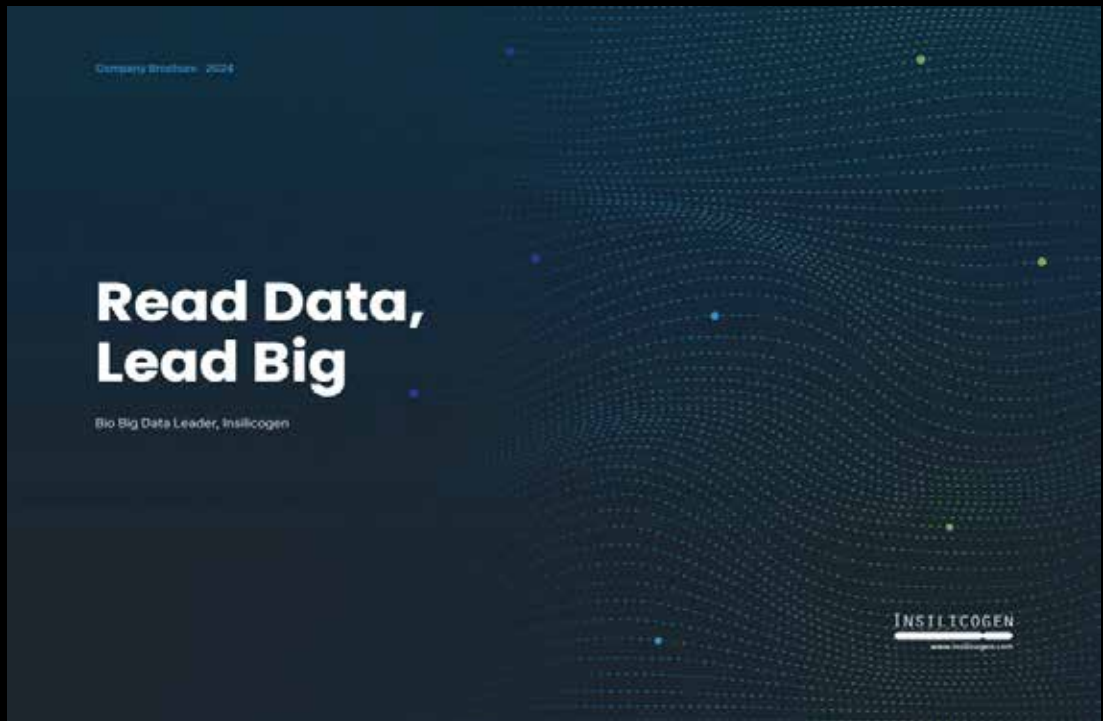 Company Brochure 2024
Read Data,
Lead Big
Bio Big Data Leader, Insilicogen
INSILICOGEN
www.insilicogen.com